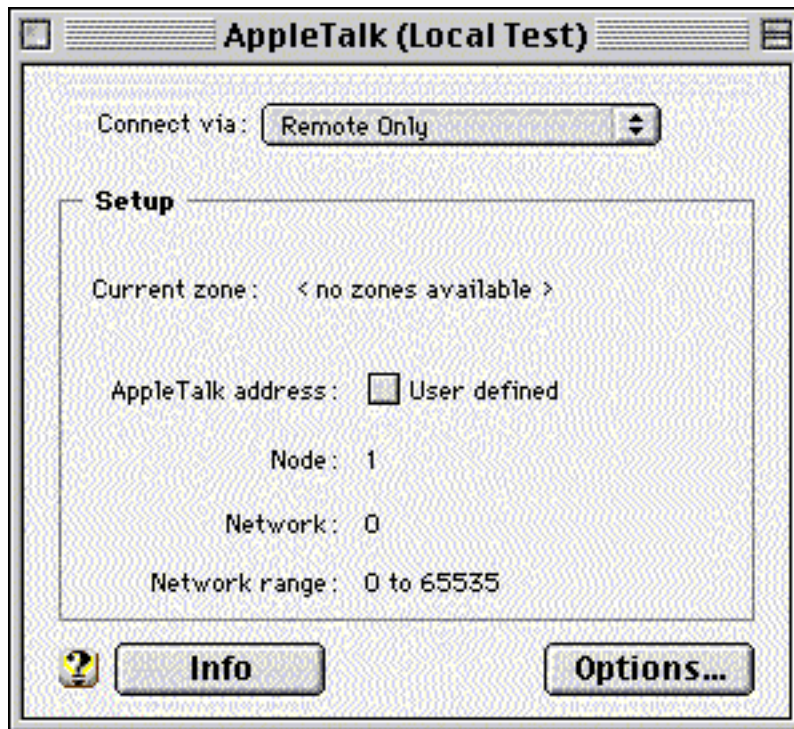 AppleTalk (Local Test)
Connect via: Remote Only
Setup
Current zone: < no zones available >
AppleTalk address: User defined
Node: 1
Network: 0
Network range: 0 to 65535
? Info Options...